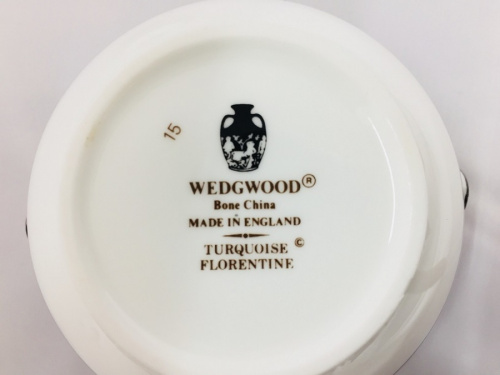 15
WEDGWOOD®
Bone China
MADE IN ENGLAND
TURQUOISE ©
FLORENTINE